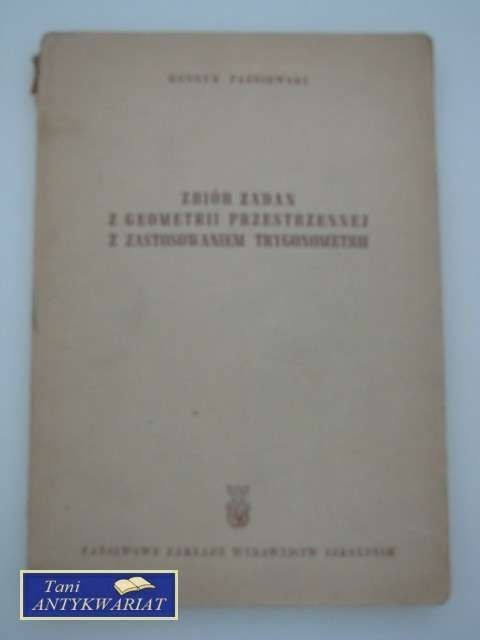 HENRYK PAWŁOWSKI
ZBIÓR ZADAŃ
Z GEOMETRII PRZESTRZENNEJ
Z ZASTOSOWANIEM TRYGONOMETRII
PAŃSTWOWE ZAKŁADY WYDAWNICTW SZKOLNYCH
Tani
ANTYKWARIAT